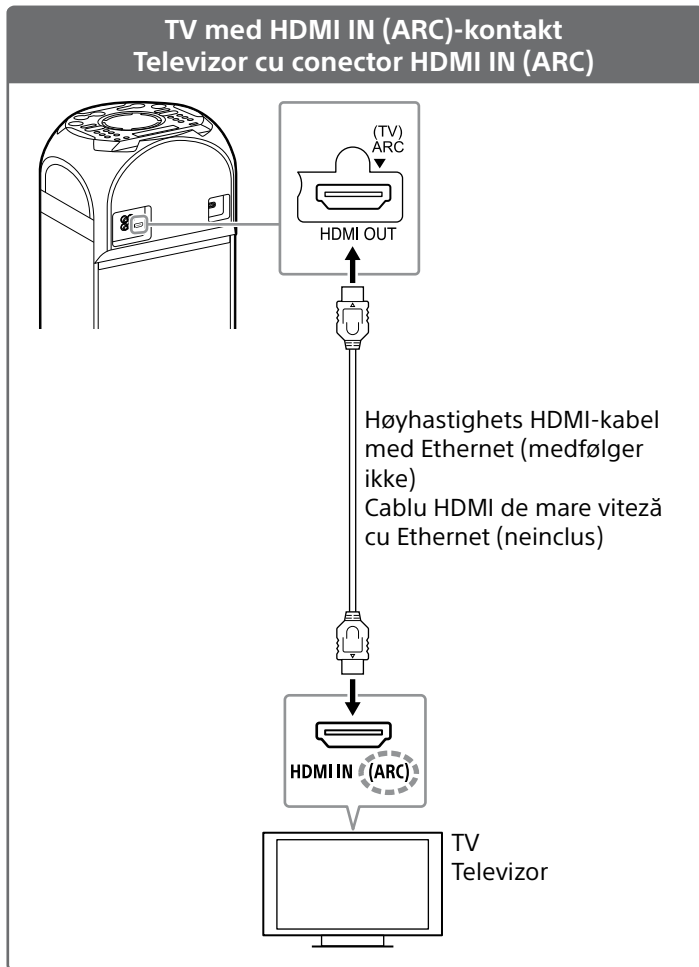 TV med HDMI IN (ARC)-kontakt
Televizor cu conector HDMI IN (ARC)
(TV)
ARC
HDMI OUT
Høyhastighets HDMI-kabel
med Ethernet (medfølger
ikke)
Cablu HDMI de mare viteză
cu Ethernet (neinclus)
HDMI IN (ARC)
TV
Televizor